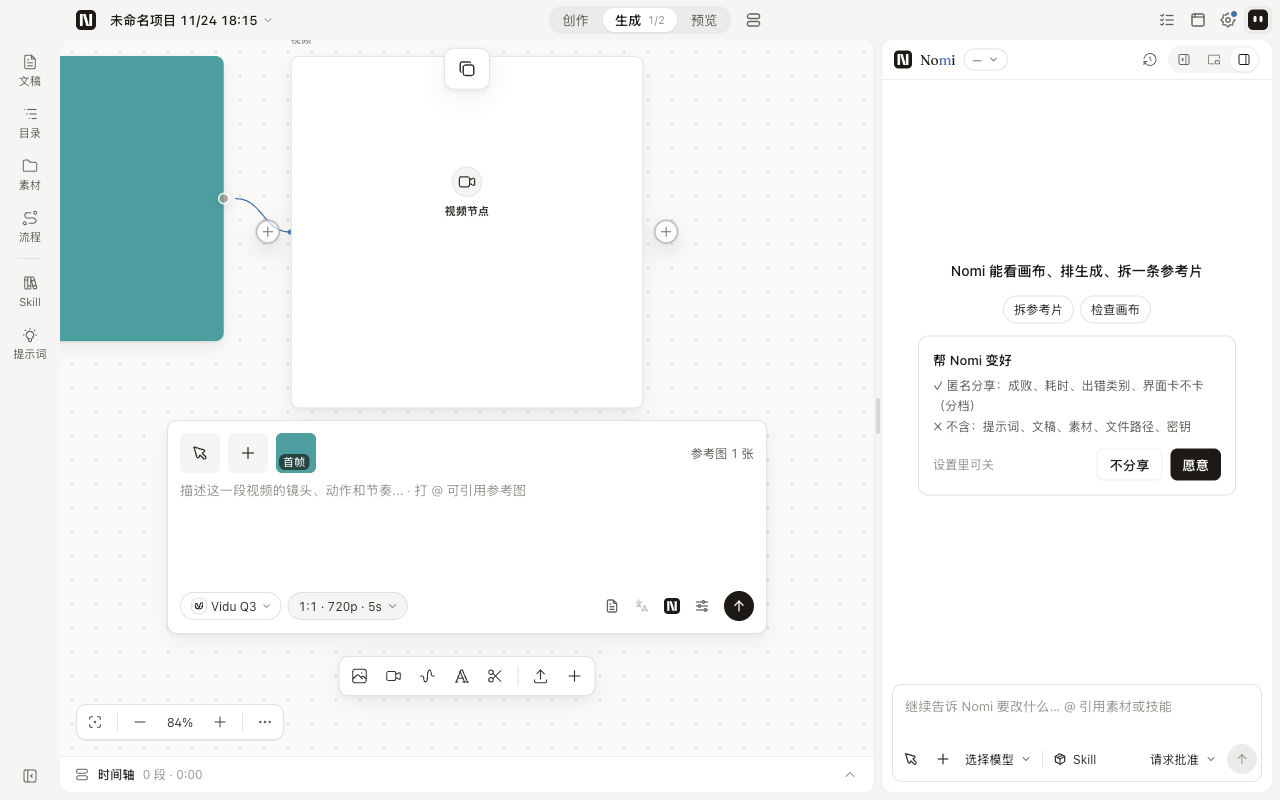 未命名项目 11/24 18:15
创作
生成 1/2
预览
文稿
目录
素材
流程
Skill
提示词
视频
视频节点
首帧
参考图 1 张
描述这一段视频的镜头、动作和节奏... · 打 @ 可引用参考图
Vidu Q3
1:1 · 720p · 5s
84%
时间轴 0 段 · 0:00
Nomi
Nomi 能看画布、排生成、拆一条参考片
拆参考片
检查画布
帮 Nomi 变好
✓ 匿名分享：成败、耗时、出错类别、界面卡不卡
（分档）
✕ 不含：提示词、文稿、素材、文件路径、密钥
设置里可关
不分享
愿意
继续告诉 Nomi 要改什么... @ 引用素材或技能
选择模型
Skill
请求批准